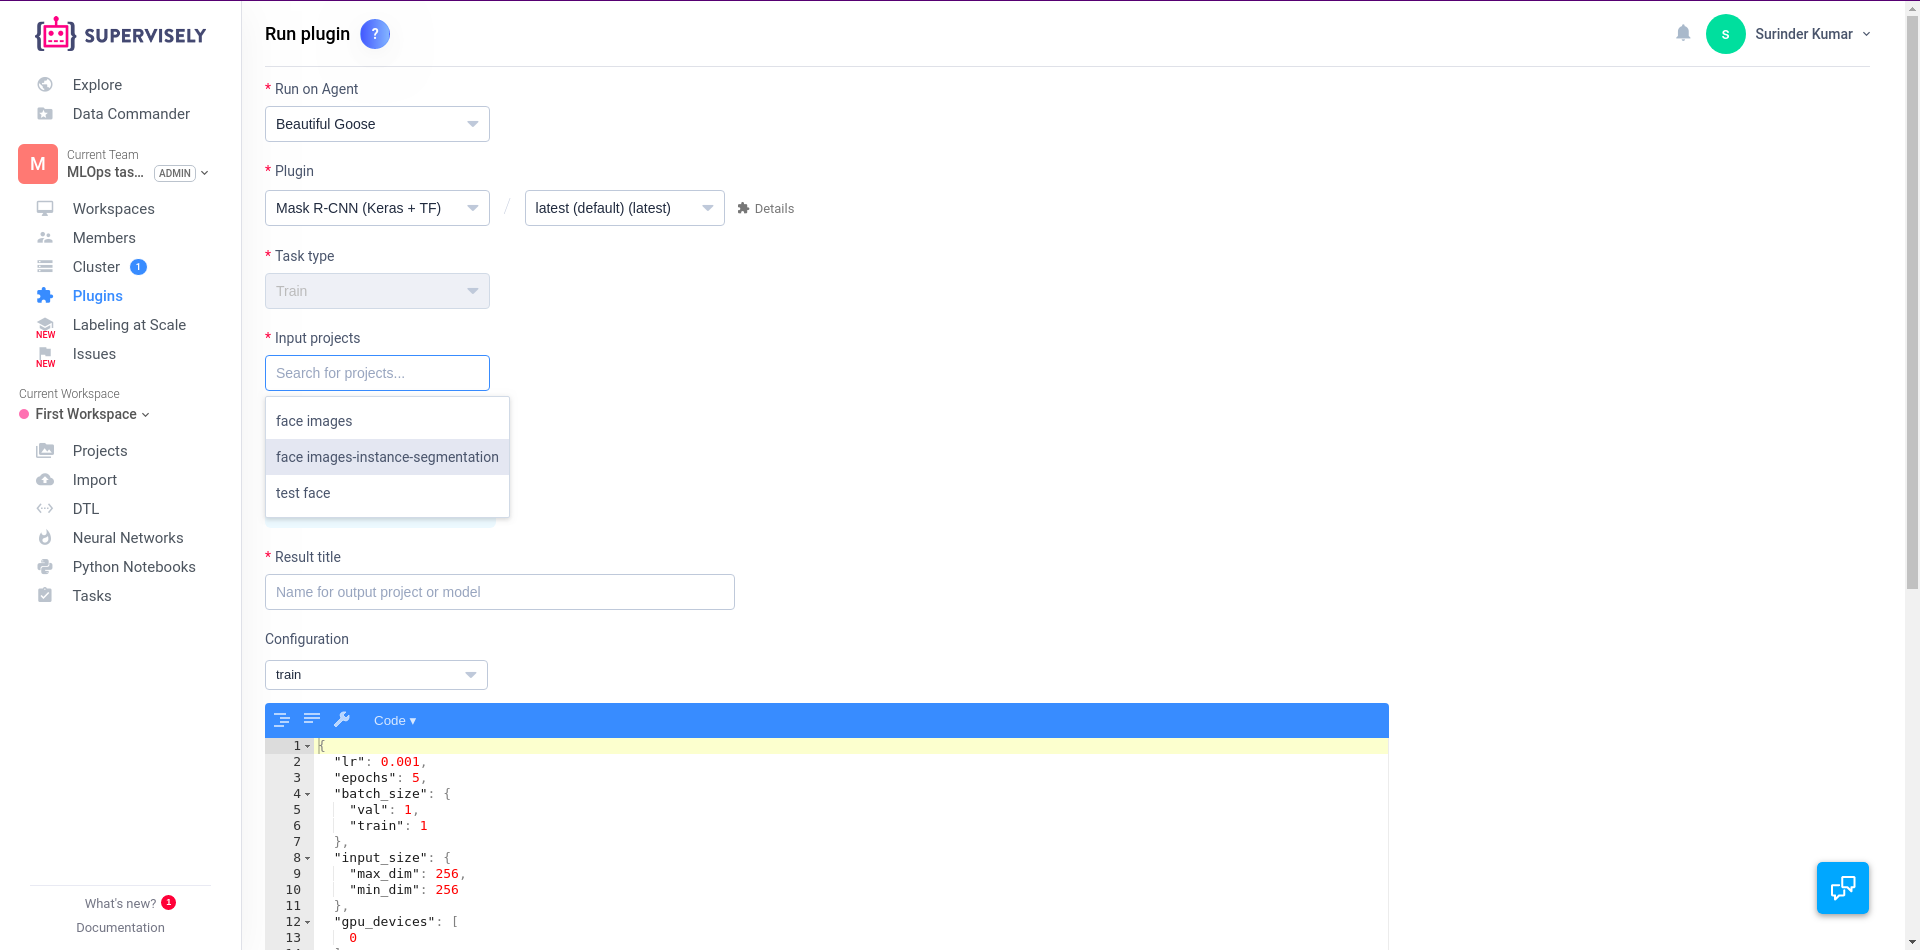 SUPERVISELY
Explore
Data Commander
M
Current Team
MLOps tas...
ADMIN
Workspaces
Members
Cluster
1
Plugins
Labeling at Scale
NEW
Issues
NEW
Current Workspace
First Workspace
Projects
Import
DTL
Neural Networks
Python Notebooks
Tasks
What's new?
1
Documentation
Run plugin
?
S
Surinder Kumar
* Run on Agent
Beautiful Goose
* Plugin
Mask R-CNN (Keras + TF)
/
latest (default) (latest)
Details
* Task type
Train
* Input projects
Search for projects...
face images
face images-instance-segmentation
test face
* Result title
Name for output project or model
Configuration
train
Code ▾
1 {
2 "lr": 0.001,
3 "epochs": 5,
4 "batch_size": {
5 "val": 1,
6 "train": 1
7 },
8 "input_size": {
9 "max_dim": 256,
10 "min_dim": 256
11 },
12 "gpu_devices": [
13 0